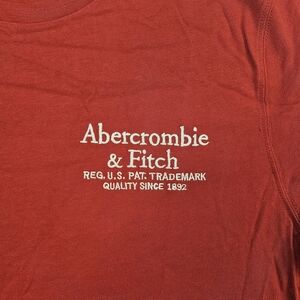 Abercrombie
& Fitch
REG. U.S. PAT. TRADEMARK
QUALITY SINCE 1892